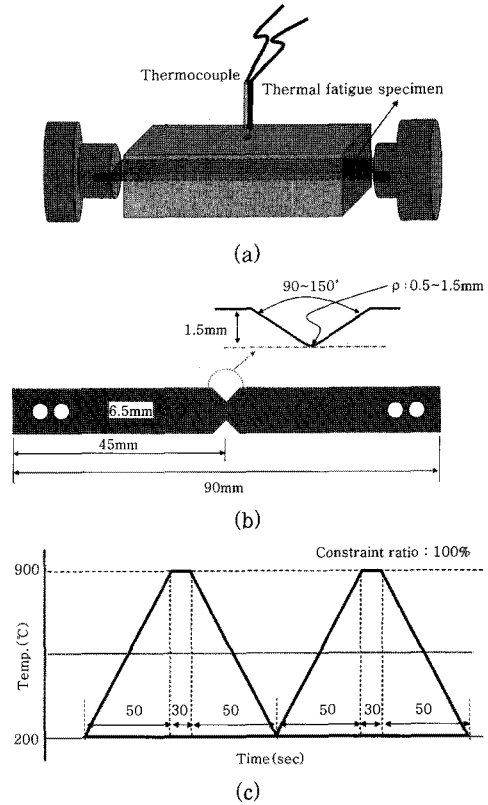 Thermocouple
Thermal fatigue specimen
(a)
90~150°
ρ : 0.5~1.5mm
1.5mm
6.5mm
45mm
90mm
(b)
Constraint ratio : 100%
900
Temp.(℃)
50 30 50 50 30 50
200
Time(sec)
(c)